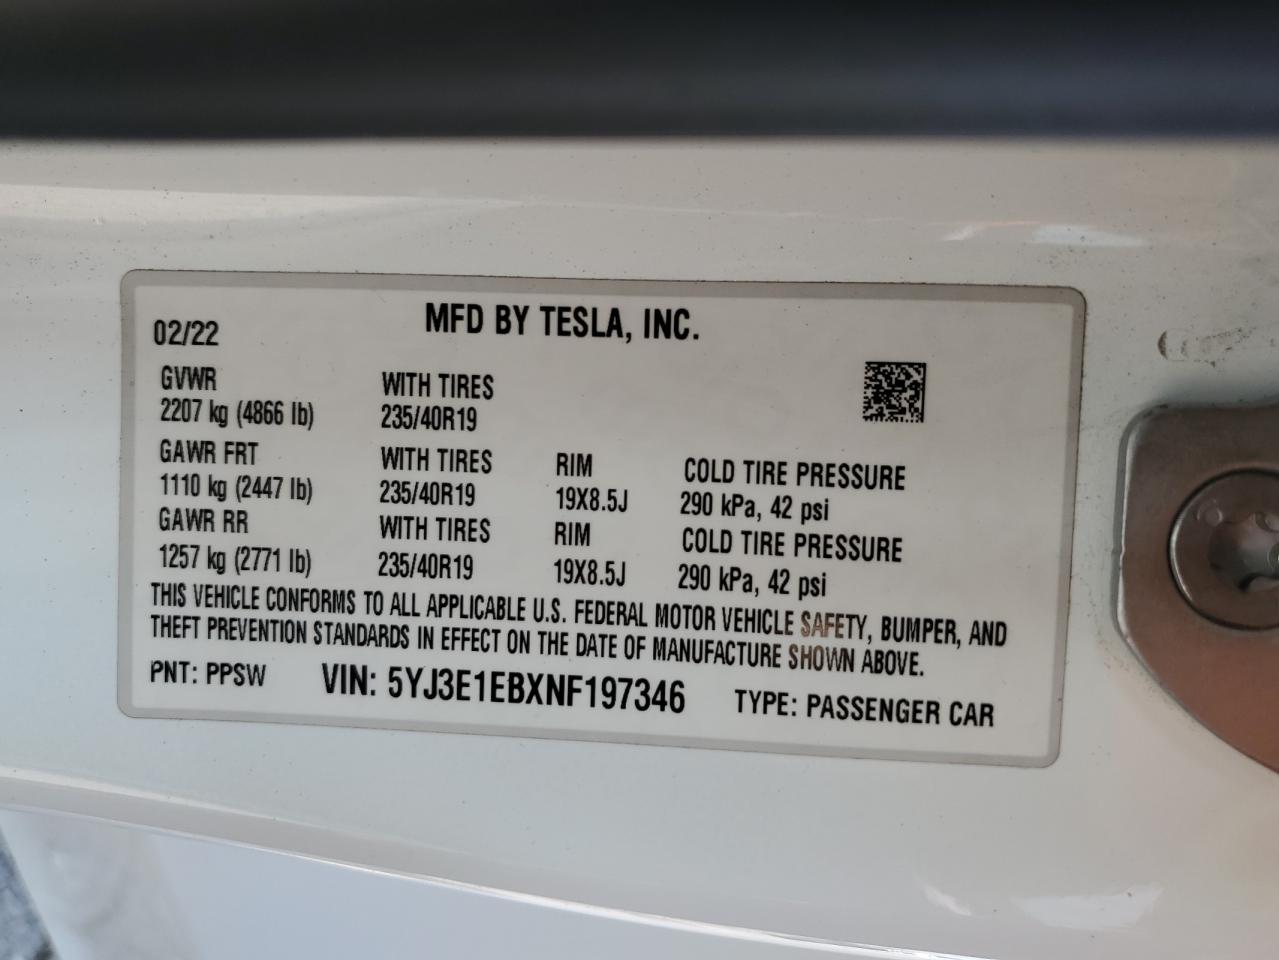 MFD BY TESLA, INC.
02/22
GVWR WITH TIRES
2207 kg (4866 lb) 235/40R19
GAWR FRT WITH TIRES RIM COLD TIRE PRESSURE
1110 kg (2447 lb) 235/40R19 19X8.5J 290 kPa, 42 psi
GAWR RR WITH TIRES RIM COLD TIRE PRESSURE
1257 kg (2771 lb) 235/40R19 19X8.5J 290 kPa, 42 psi
THIS VEHICLE CONFORMS TO ALL APPLICABLE U.S. FEDERAL MOTOR VEHICLE SAFETY, BUMPER, AND
THEFT PREVENTION STANDARDS IN EFFECT ON THE DATE OF MANUFACTURE SHOWN ABOVE.
PNT: PPSW VIN: 5YJ3E1EBXNF197346 TYPE: PASSENGER CAR